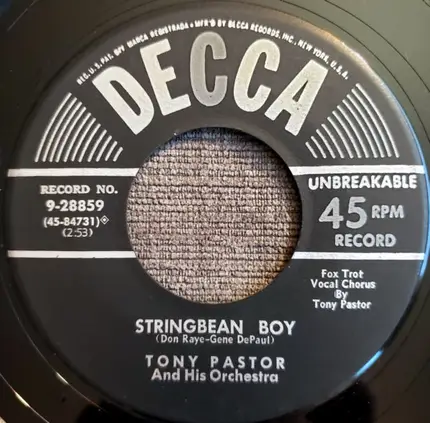 REG. U.S. PAT. OFF. MARCA REGISTRADA • MF'R BY DECCA RECORDS, INC., NEW YORK, U.S.A.
DECCA
RECORD NO.
9-28859
(45-84731)
(2:53)
UNBREAKABLE
45 RPM
RECORD
Fox Trot
Vocal Chorus
By
Tony Pastor
STRINGBEAN BOY
(Don Raye-Gene DePaul)
TONY PASTOR
And His Orchestra